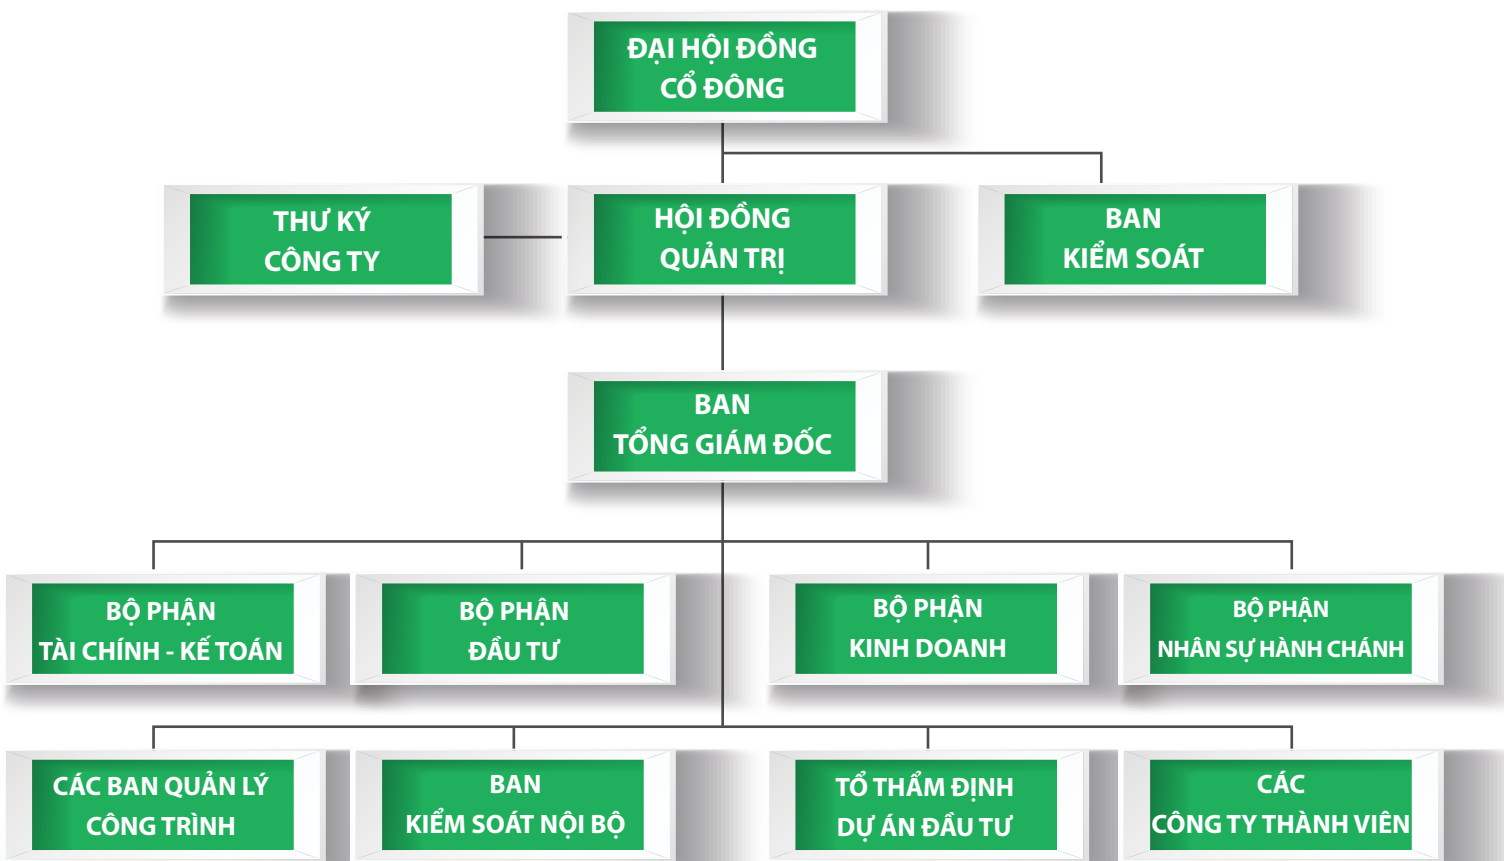 ĐẠI HỘI ĐỒNG
CỔ ĐÔNG
THƯ KÝ
CÔNG TY
HỘI ĐỒNG
QUẢN TRỊ
BAN
KIỂM SOÁT
BAN
TỔNG GIÁM ĐỐC
BỘ PHẬN
TÀI CHÍNH - KẾ TOÁN
BỘ PHẬN
ĐẦU TƯ
BỘ PHẬN
KINH DOANH
BỘ PHẬN
NHÂN SỰ HÀNH CHÁNH
CÁC BAN QUẢN LÝ
CÔNG TRÌNH
BAN
KIỂM SOÁT NỘI BỘ
TỔ THẨM ĐỊNH
DỰ ÁN ĐẦU TƯ
CÁC
CÔNG TY THÀNH VIÊN